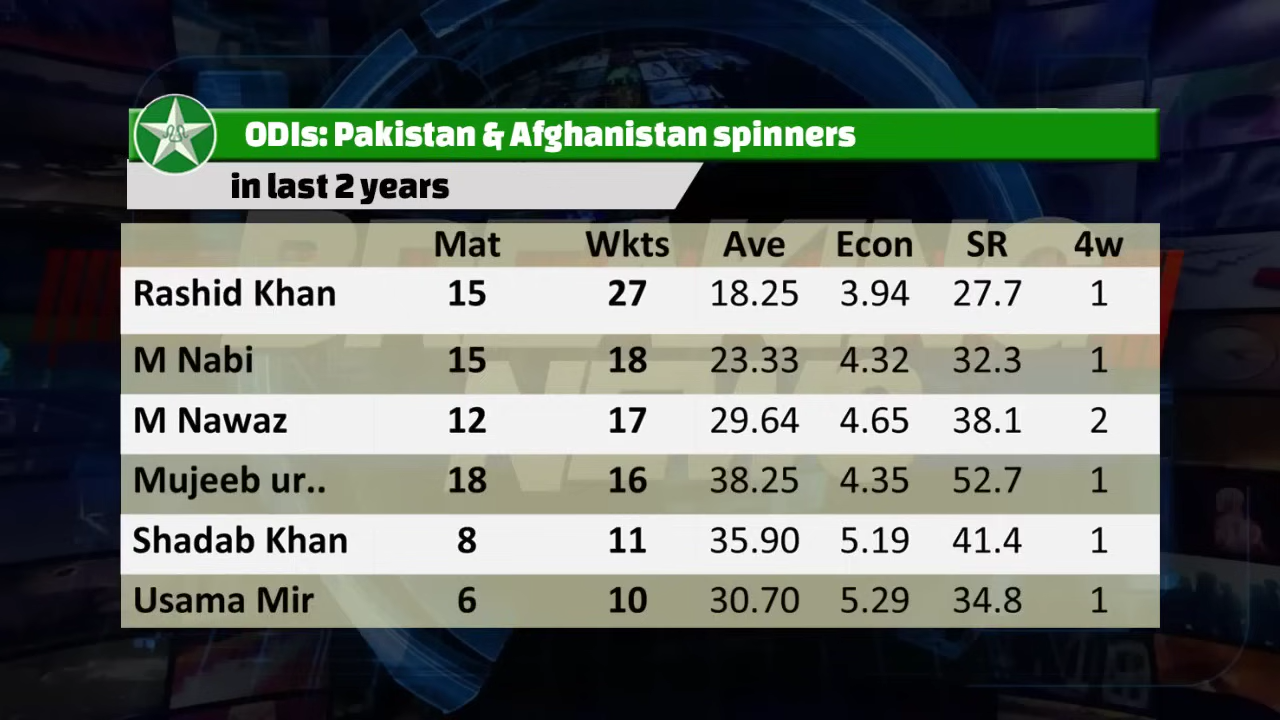 ODIs: Pakistan & Afghanistan spinners
in last 2 years
Mat Wkts Ave Econ SR 4w
Rashid Khan 15 27 18.25 3.94 27.7 1
M Nabi 15 18 23.33 4.32 32.3 1
M Nawaz 12 17 29.64 4.65 38.1 2
Mujeeb ur.. 18 16 38.25 4.35 52.7 1
Shadab Khan 8 11 35.90 5.19 41.4 1
Usama Mir 6 10 30.70 5.29 34.8 1
BREAKING
NEWS